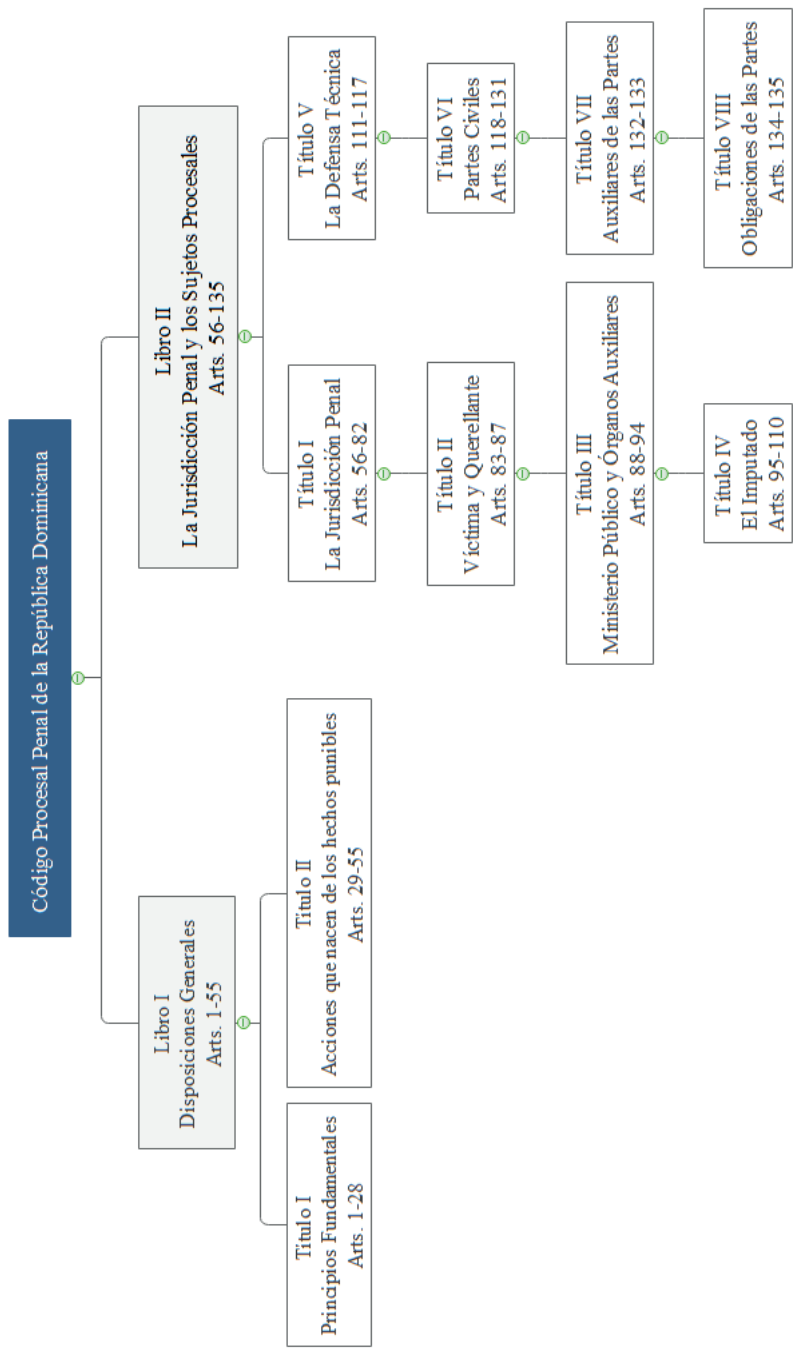 Código Procesal Penal de la República Dominicana
Libro I
Disposiciones Generales
Arts. 1-55
Titulo I
Principios Fundamentales
Arts. 1-28
Titulo II
Acciones que nacen de los hechos punibles
Arts. 29-55
Libro II
La Jurisdicción Penal y los Sujetos Procesales
Arts. 56-135
Título I
La Jurisdicción Penal
Arts. 56-82
Título II
Víctima y Querellante
Arts. 83-87
Título III
Ministerio Público y Órganos Auxiliares
Arts. 88-94
Título IV
El Imputado
Arts. 95-110
Título V
La Defensa Técnica
Arts. 111-117
Título VI
Partes Civiles
Arts. 118-131
Título VII
Auxiliares de las Partes
Arts. 132-133
Título VIII
Obligaciones de las Partes
Arts. 134-135